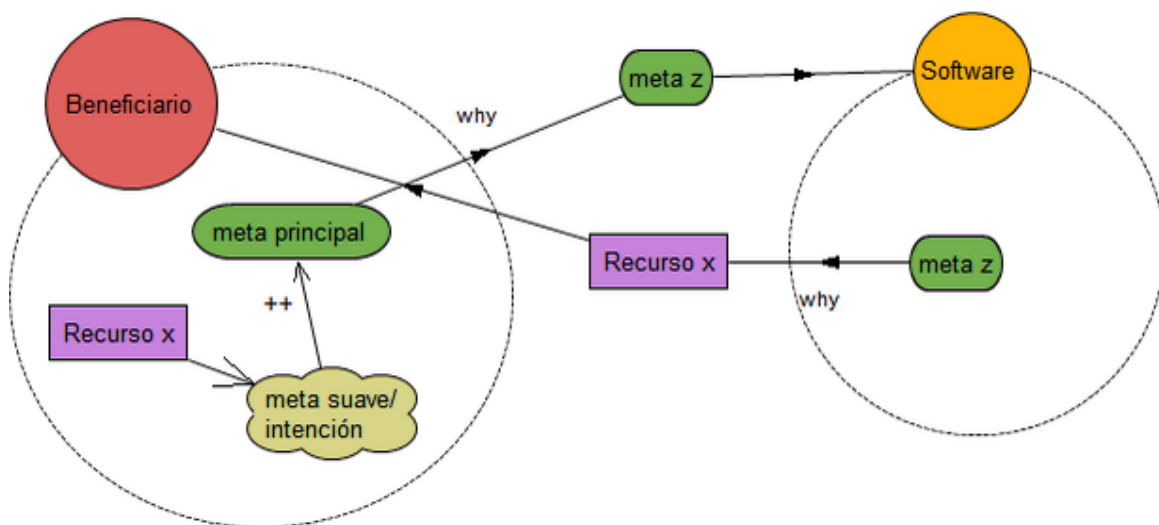 Beneficiario
meta z
Software
why
meta principal
Recurso x
meta z
++
why
Recurso x
meta suave/
intención